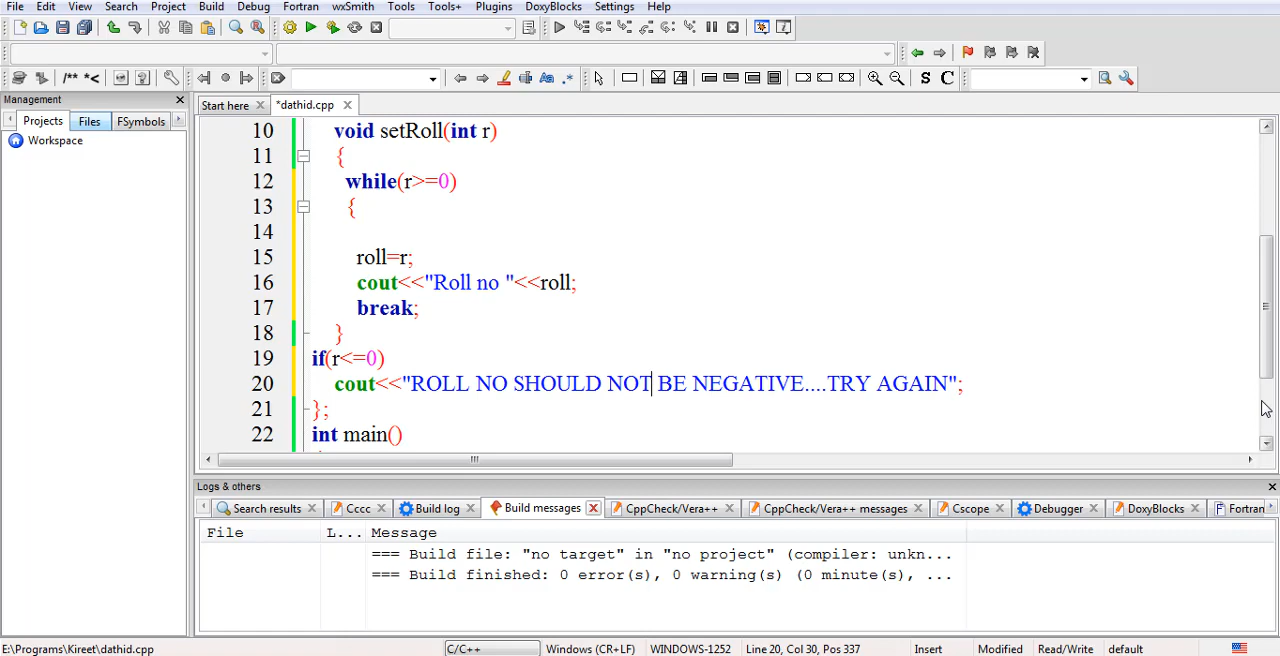 File Edit View Search Project Build Debug Fortran wxSmith Tools Tools+ Plugins DoxyBlocks Settings Help
/** *<
S C
Management
Start here *dathid.cpp
Projects Files FSymbols
Workspace
10 void setRoll(int r)
11 {
12 while(r>=0)
13 {
14
15 roll=r;
16 cout<<"Roll no "<<roll;
17 break;
18 }
19 if(r<=0)
20 cout<<"ROLL NO SHOULD NOT BE NEGATIVE....TRY AGAIN";
21 };
22 int main()
Logs & others
Search results Cccc Build log Build messages CppCheck/Vera++ CppCheck/Vera++ messages Cscope Debugger DoxyBlocks Fortran
File L... Message
=== Build file: "no target" in "no project" (compiler: unkn...
=== Build finished: 0 error(s), 0 warning(s) (0 minute(s), ...
E:\Programs\Kireet\dathid.cpp C/C++ Windows (CR+LF) WINDOWS-1252 Line 20, Col 30, Pos 337 Insert Modified Read/Write default